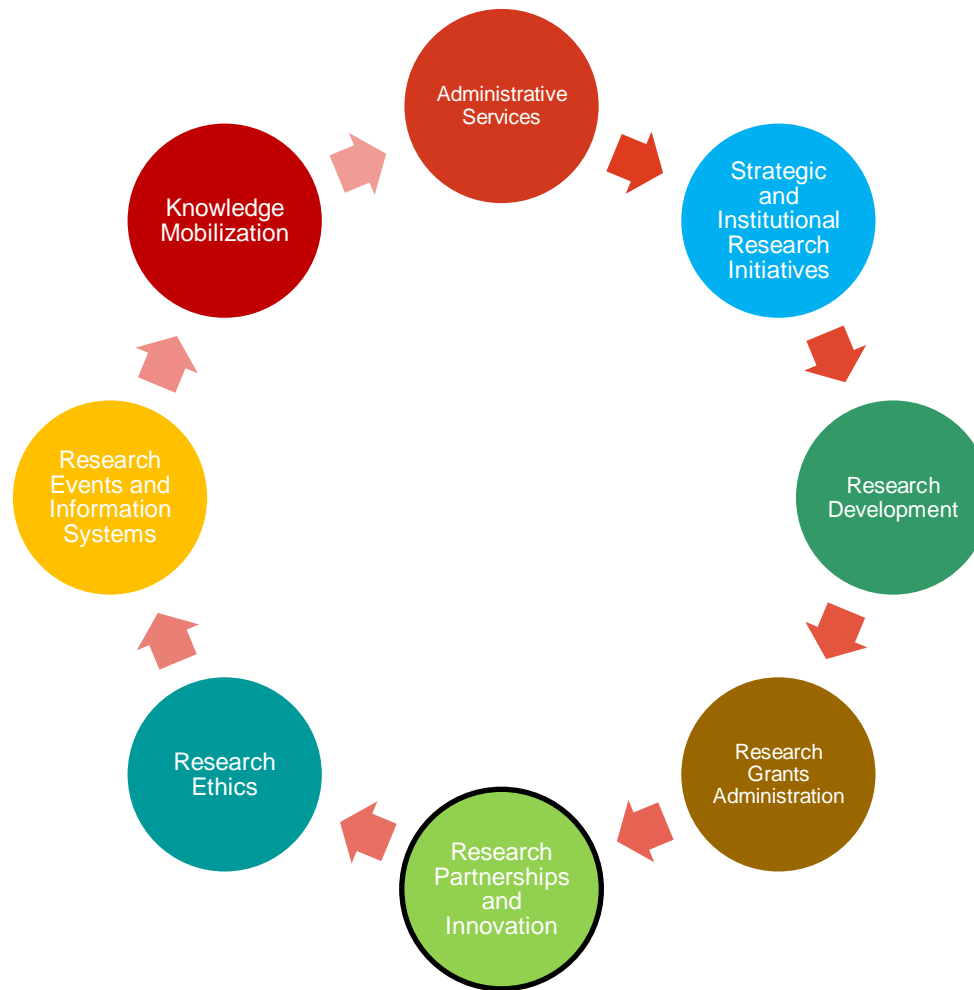 Administrative
Services
Strategic
and
Institutional
Research
Initiatives
Research
Development
Research
Grants
Administration
Research
Partnerships
and
Innovation
Research
Ethics
Research
Events and
Information
Systems
Knowledge
Mobilization